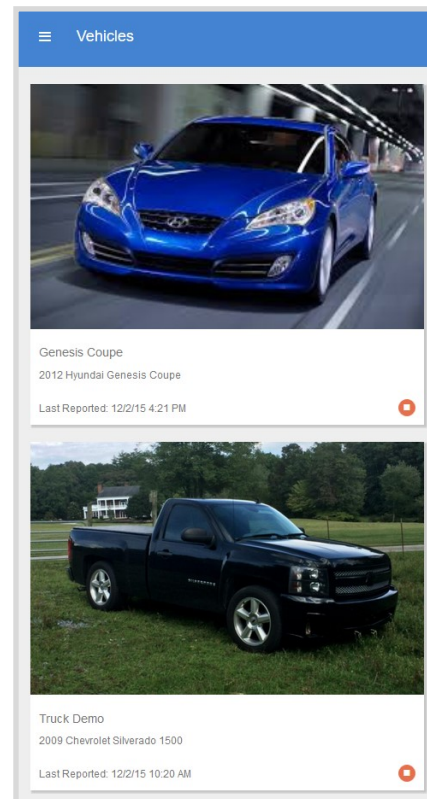 Vehicles
Genesis Coupe
2012 Hyundai Genesis Coupe
Last Reported: 12/2/15 4:21 PM
SILVERADO
Truck Demo
2009 Chevrolet Silverado 1500
Last Reported: 12/2/15 10:20 AM